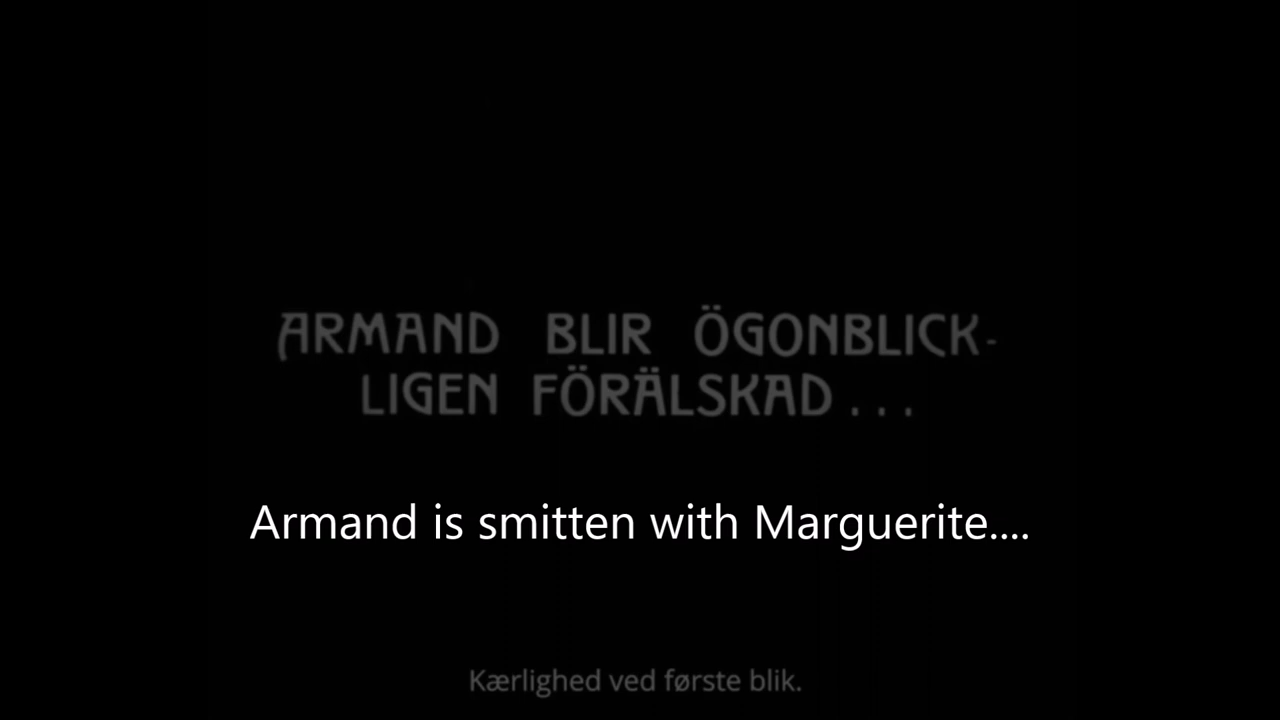 ARMAND BLIR ÖGONBLICK-
LIGEN FÖRÄLSKAD...
Armand is smitten with Marguerite....
Kærlighed ved første blik.